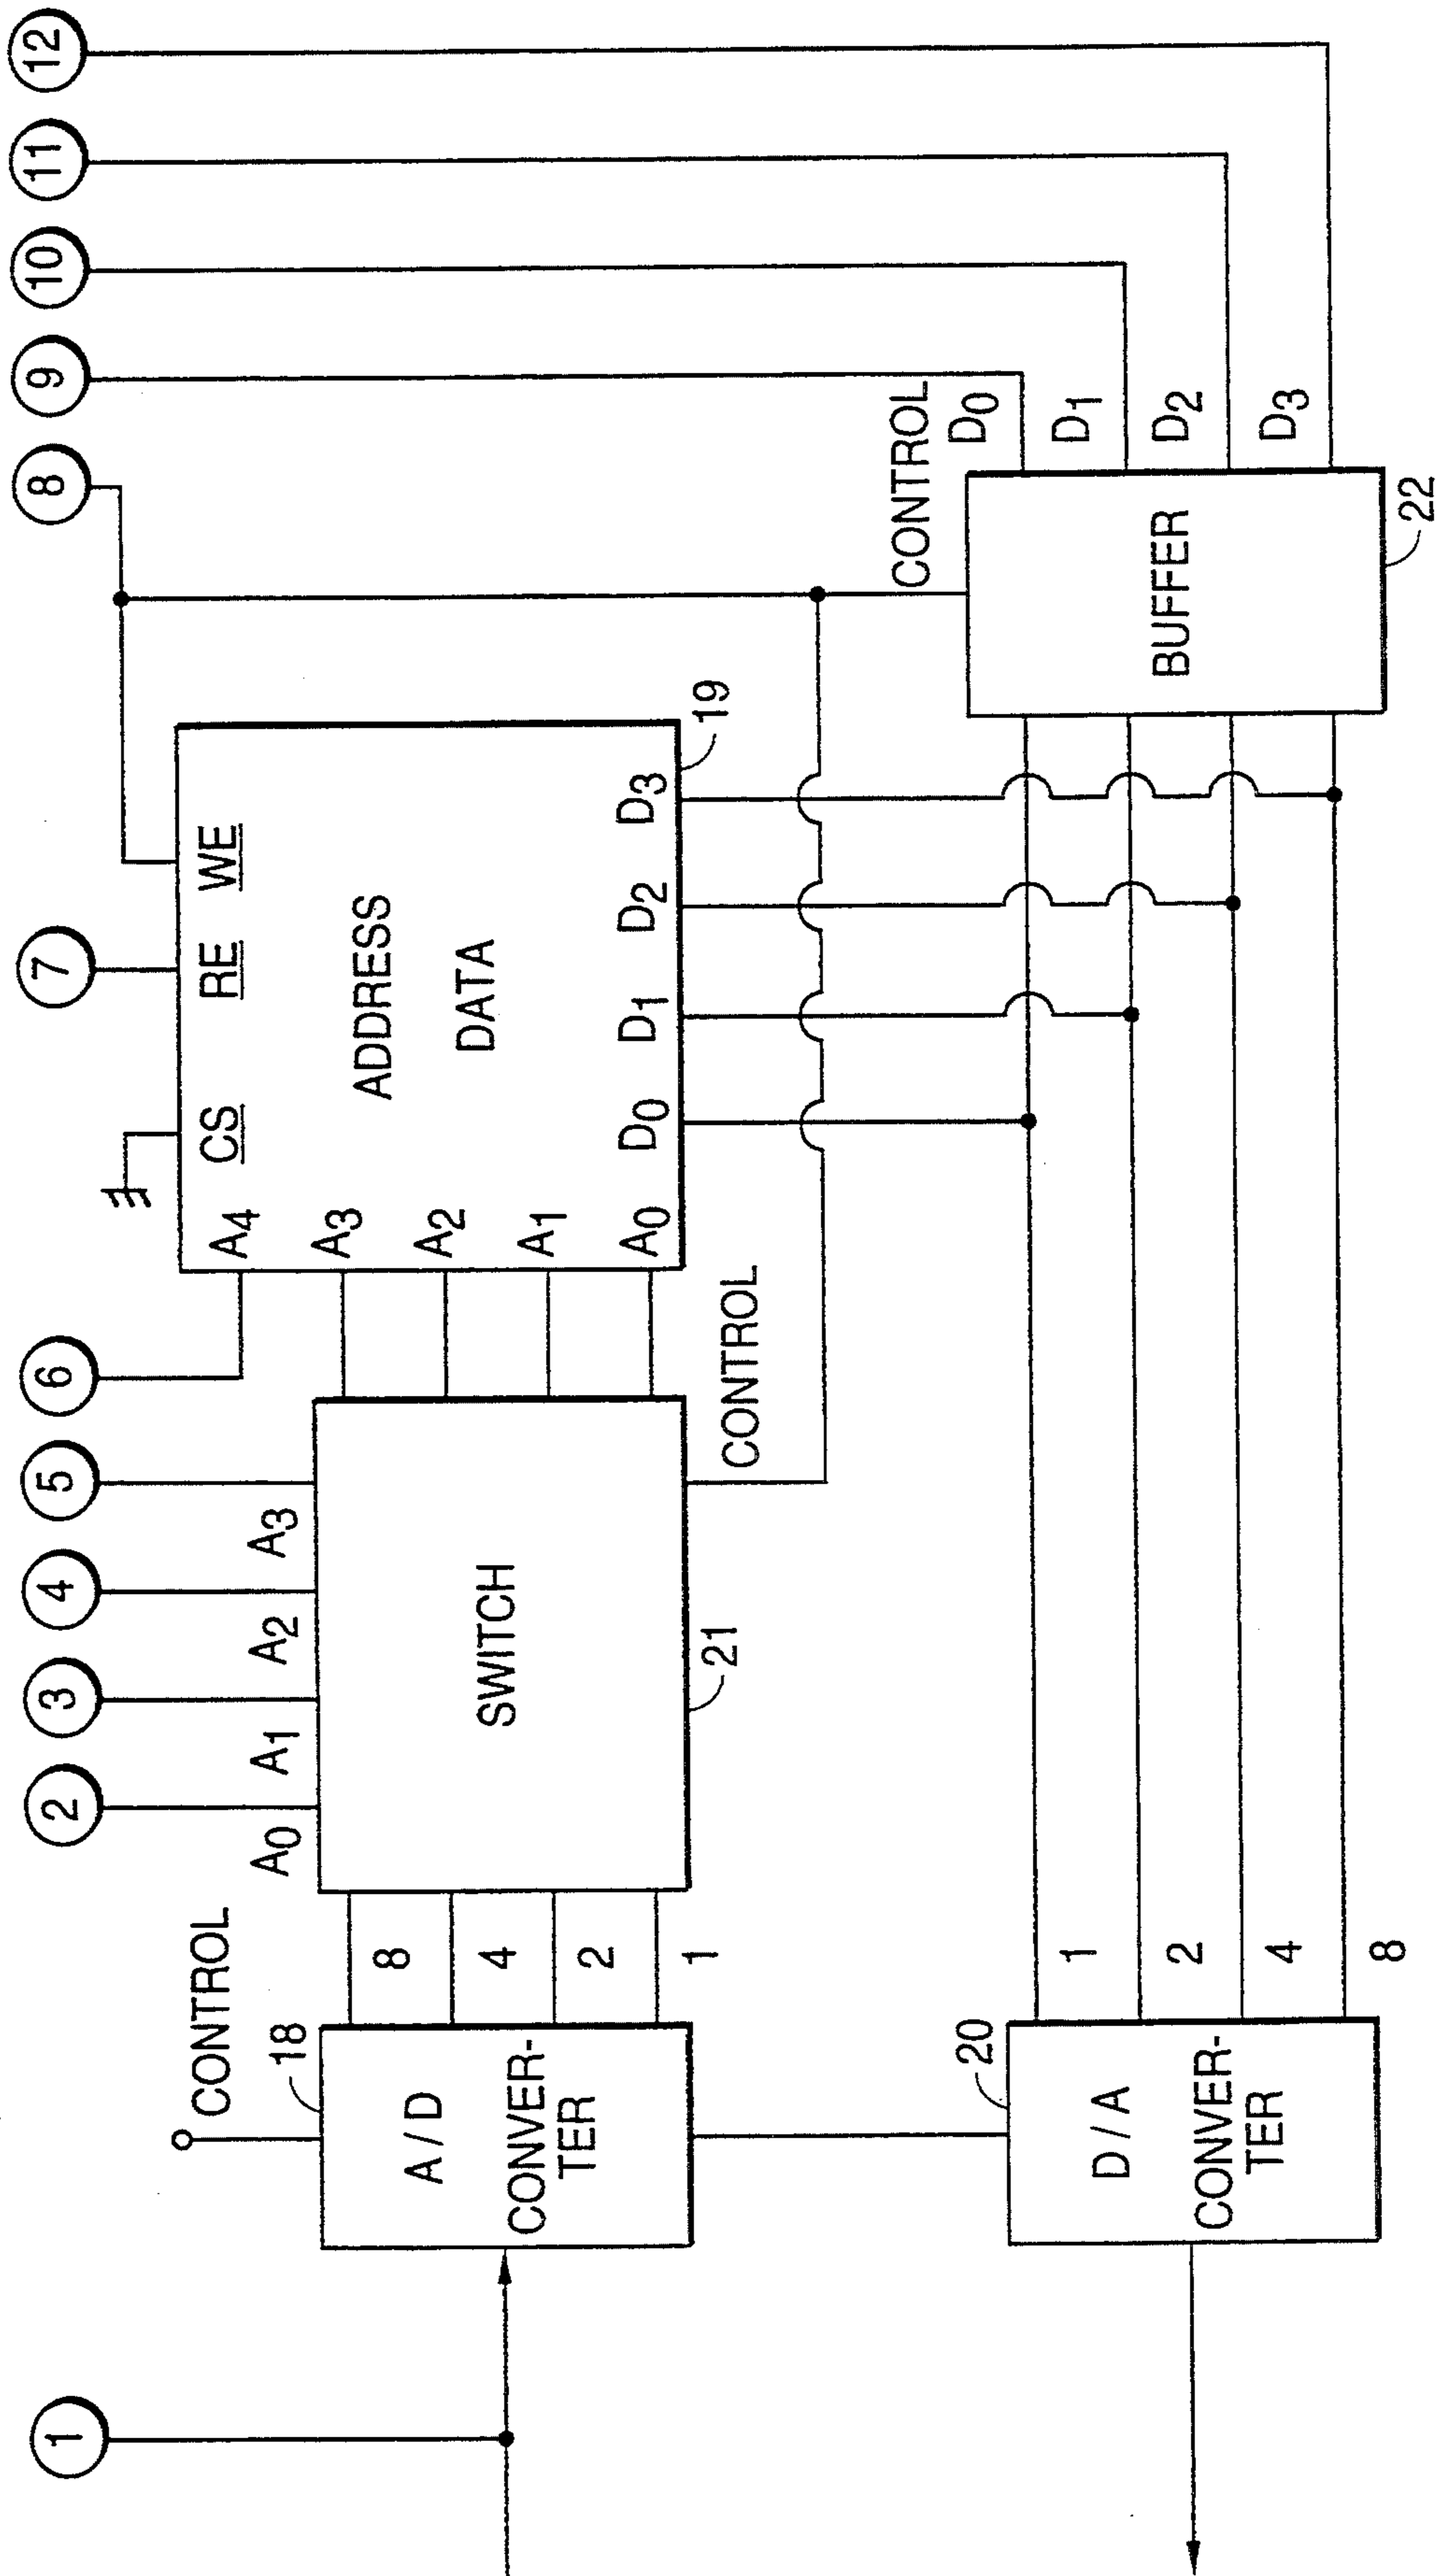 1
2
3
4
5
6
7
8
9
10
11
12
CONTROL
18
A / D
CONVER-
TER
8
4
2
1
A0
A1
A2
A3
SWITCH
21
CONTROL
A4
A3
A2
A1
A0
CS
RE
WE
ADDRESS
DATA
D0
D1
D2
D3
19
CONTROL
D0
D1
D2
D3
BUFFER
22
20
D / A
CONVER-
TER
1
2
4
8